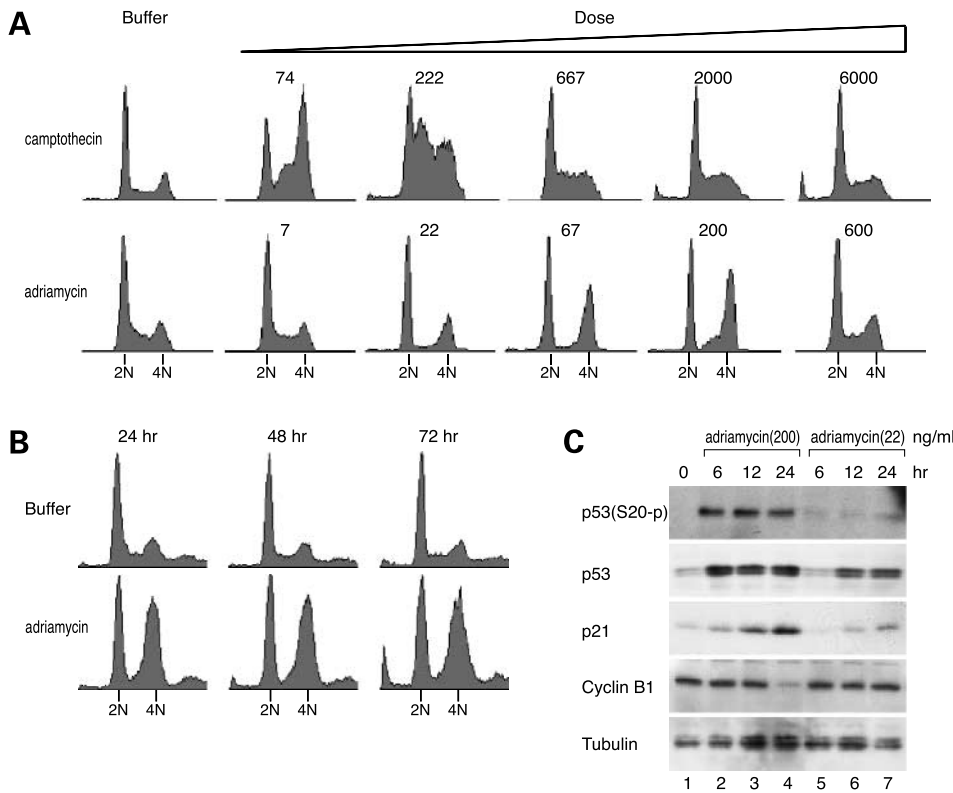 A Buffer Dose
74 222 667 2000 6000
camptothecin
7 22 67 200 600
adriamycin
2N 4N 2N 4N 2N 4N 2N 4N 2N 4N 2N 4N
B 24 hr 48 hr 72 hr
Buffer
adriamycin
2N 4N 2N 4N 2N 4N
C adriamycin(200) adriamycin(22) ng/ml
0 6 12 24 6 12 24 hr
p53(S20-p)
p53
p21
Cyclin B1
Tubulin
1 2 3 4 5 6 7